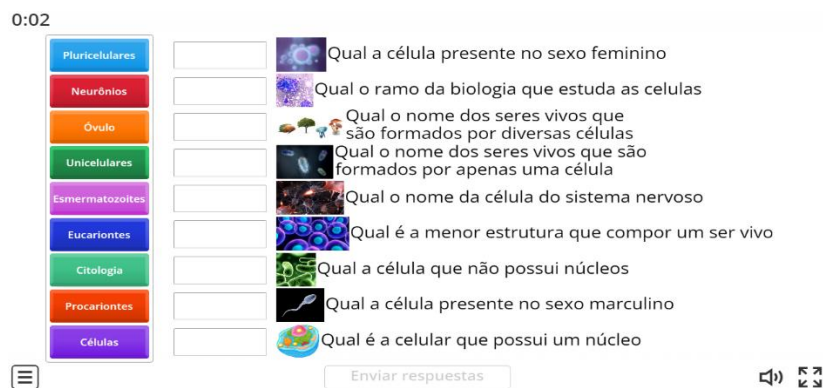 0:02
Pluricelulares
Qual a célula presente no sexo feminino
Neurônios
Qual o ramo da biologia que estuda as celulas
Óvulo
Qual o nome dos seres vivos que
são formados por diversas células
Unicelulares
Qual o nome dos seres vivos que são
formados por apenas uma célula
Esmermatozoites
Qual o nome da célula do sistema nervoso
Eucariontes
Qual é a menor estrutura que compor um ser vivo
Citologia
Qual a célula que não possui núcleos
Procariontes
Qual a célula presente no sexo marculino
Células
Qual é a celular que possui um núcleo
Enviar respuestas